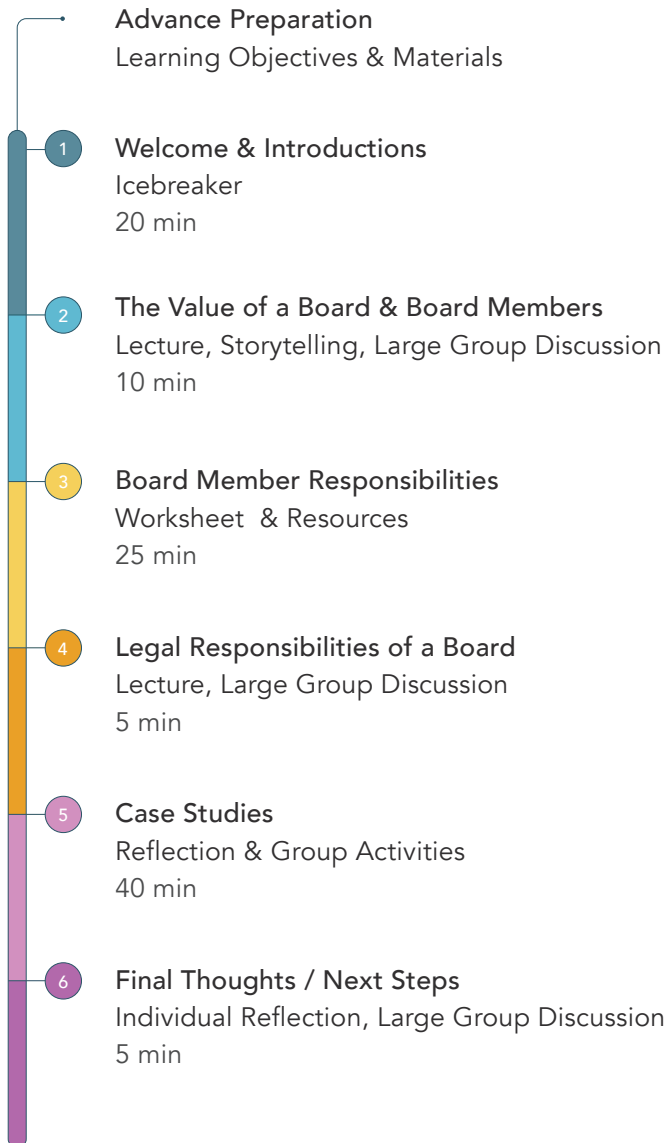 Advance Preparation
Learning Objectives & Materials
1
Welcome & Introductions
Icebreaker
20 min
2
The Value of a Board & Board Members
Lecture, Storytelling, Large Group Discussion
10 min
3
Board Member Responsibilities
Worksheet & Resources
25 min
4
Legal Responsibilities of a Board
Lecture, Large Group Discussion
5 min
5
Case Studies
Reflection & Group Activities
40 min
6
Final Thoughts / Next Steps
Individual Reflection, Large Group Discussion
5 min